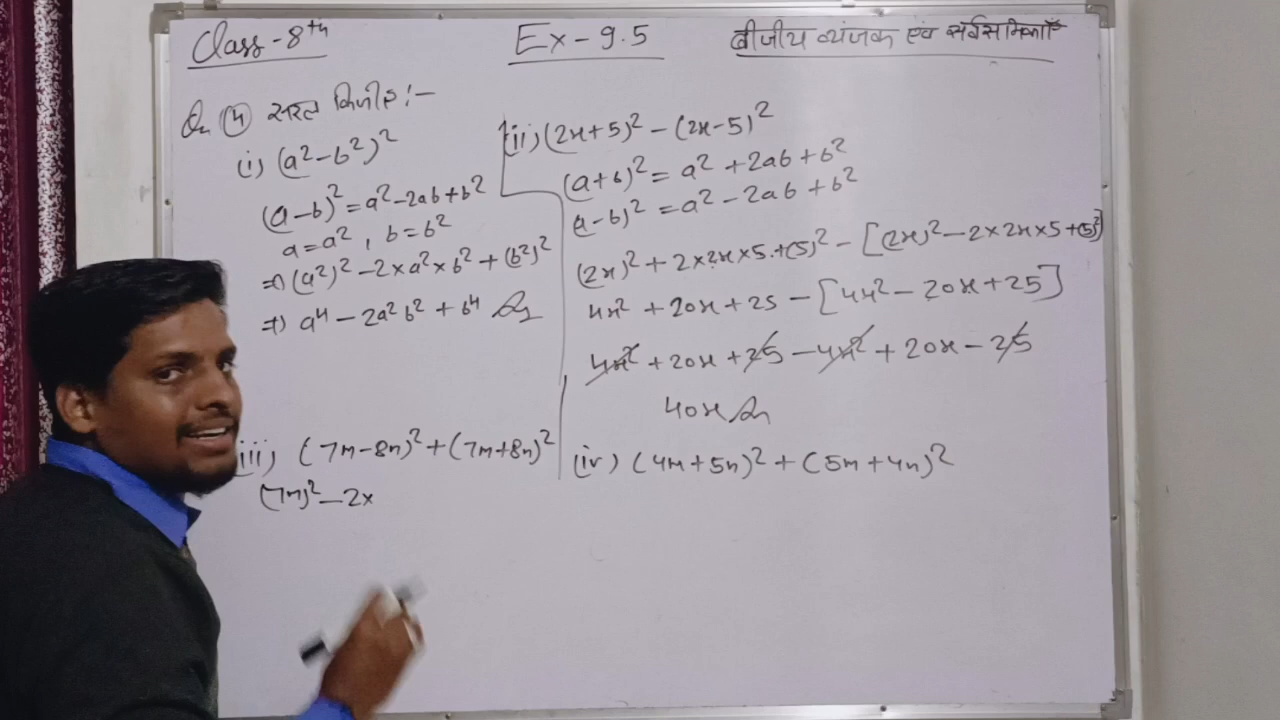 Class-8th
Ex-9.5
बीजीय व्यंजक एवं सर्वसमिकाएँ
Qn (4) सरल किजीए:-
(i) (a²-b²)²
(a-b)²=a²-2ab+b²
a=a², b=b²
⇒ (a²)²-2×a²×b²+(b²)²
⇒ a⁴-2a²b²+b⁴
(ii) (2x+5)²-(2x-5)²
(a+b)²=a²+2ab+b²
a-b)²=a²-2ab+b²
(2x)²+2×2x×5+(5)²-[(2x)²-2×2x×5+(5)²]
4x²+20x+25-[4x²-20x+25]
4x²+20x+25-4x²+20x-25
40x
iii) (7m-8n)²+(7m+8n)²
(7m)²-2×
(iv) (4m+5n)²+(5m+4n)²